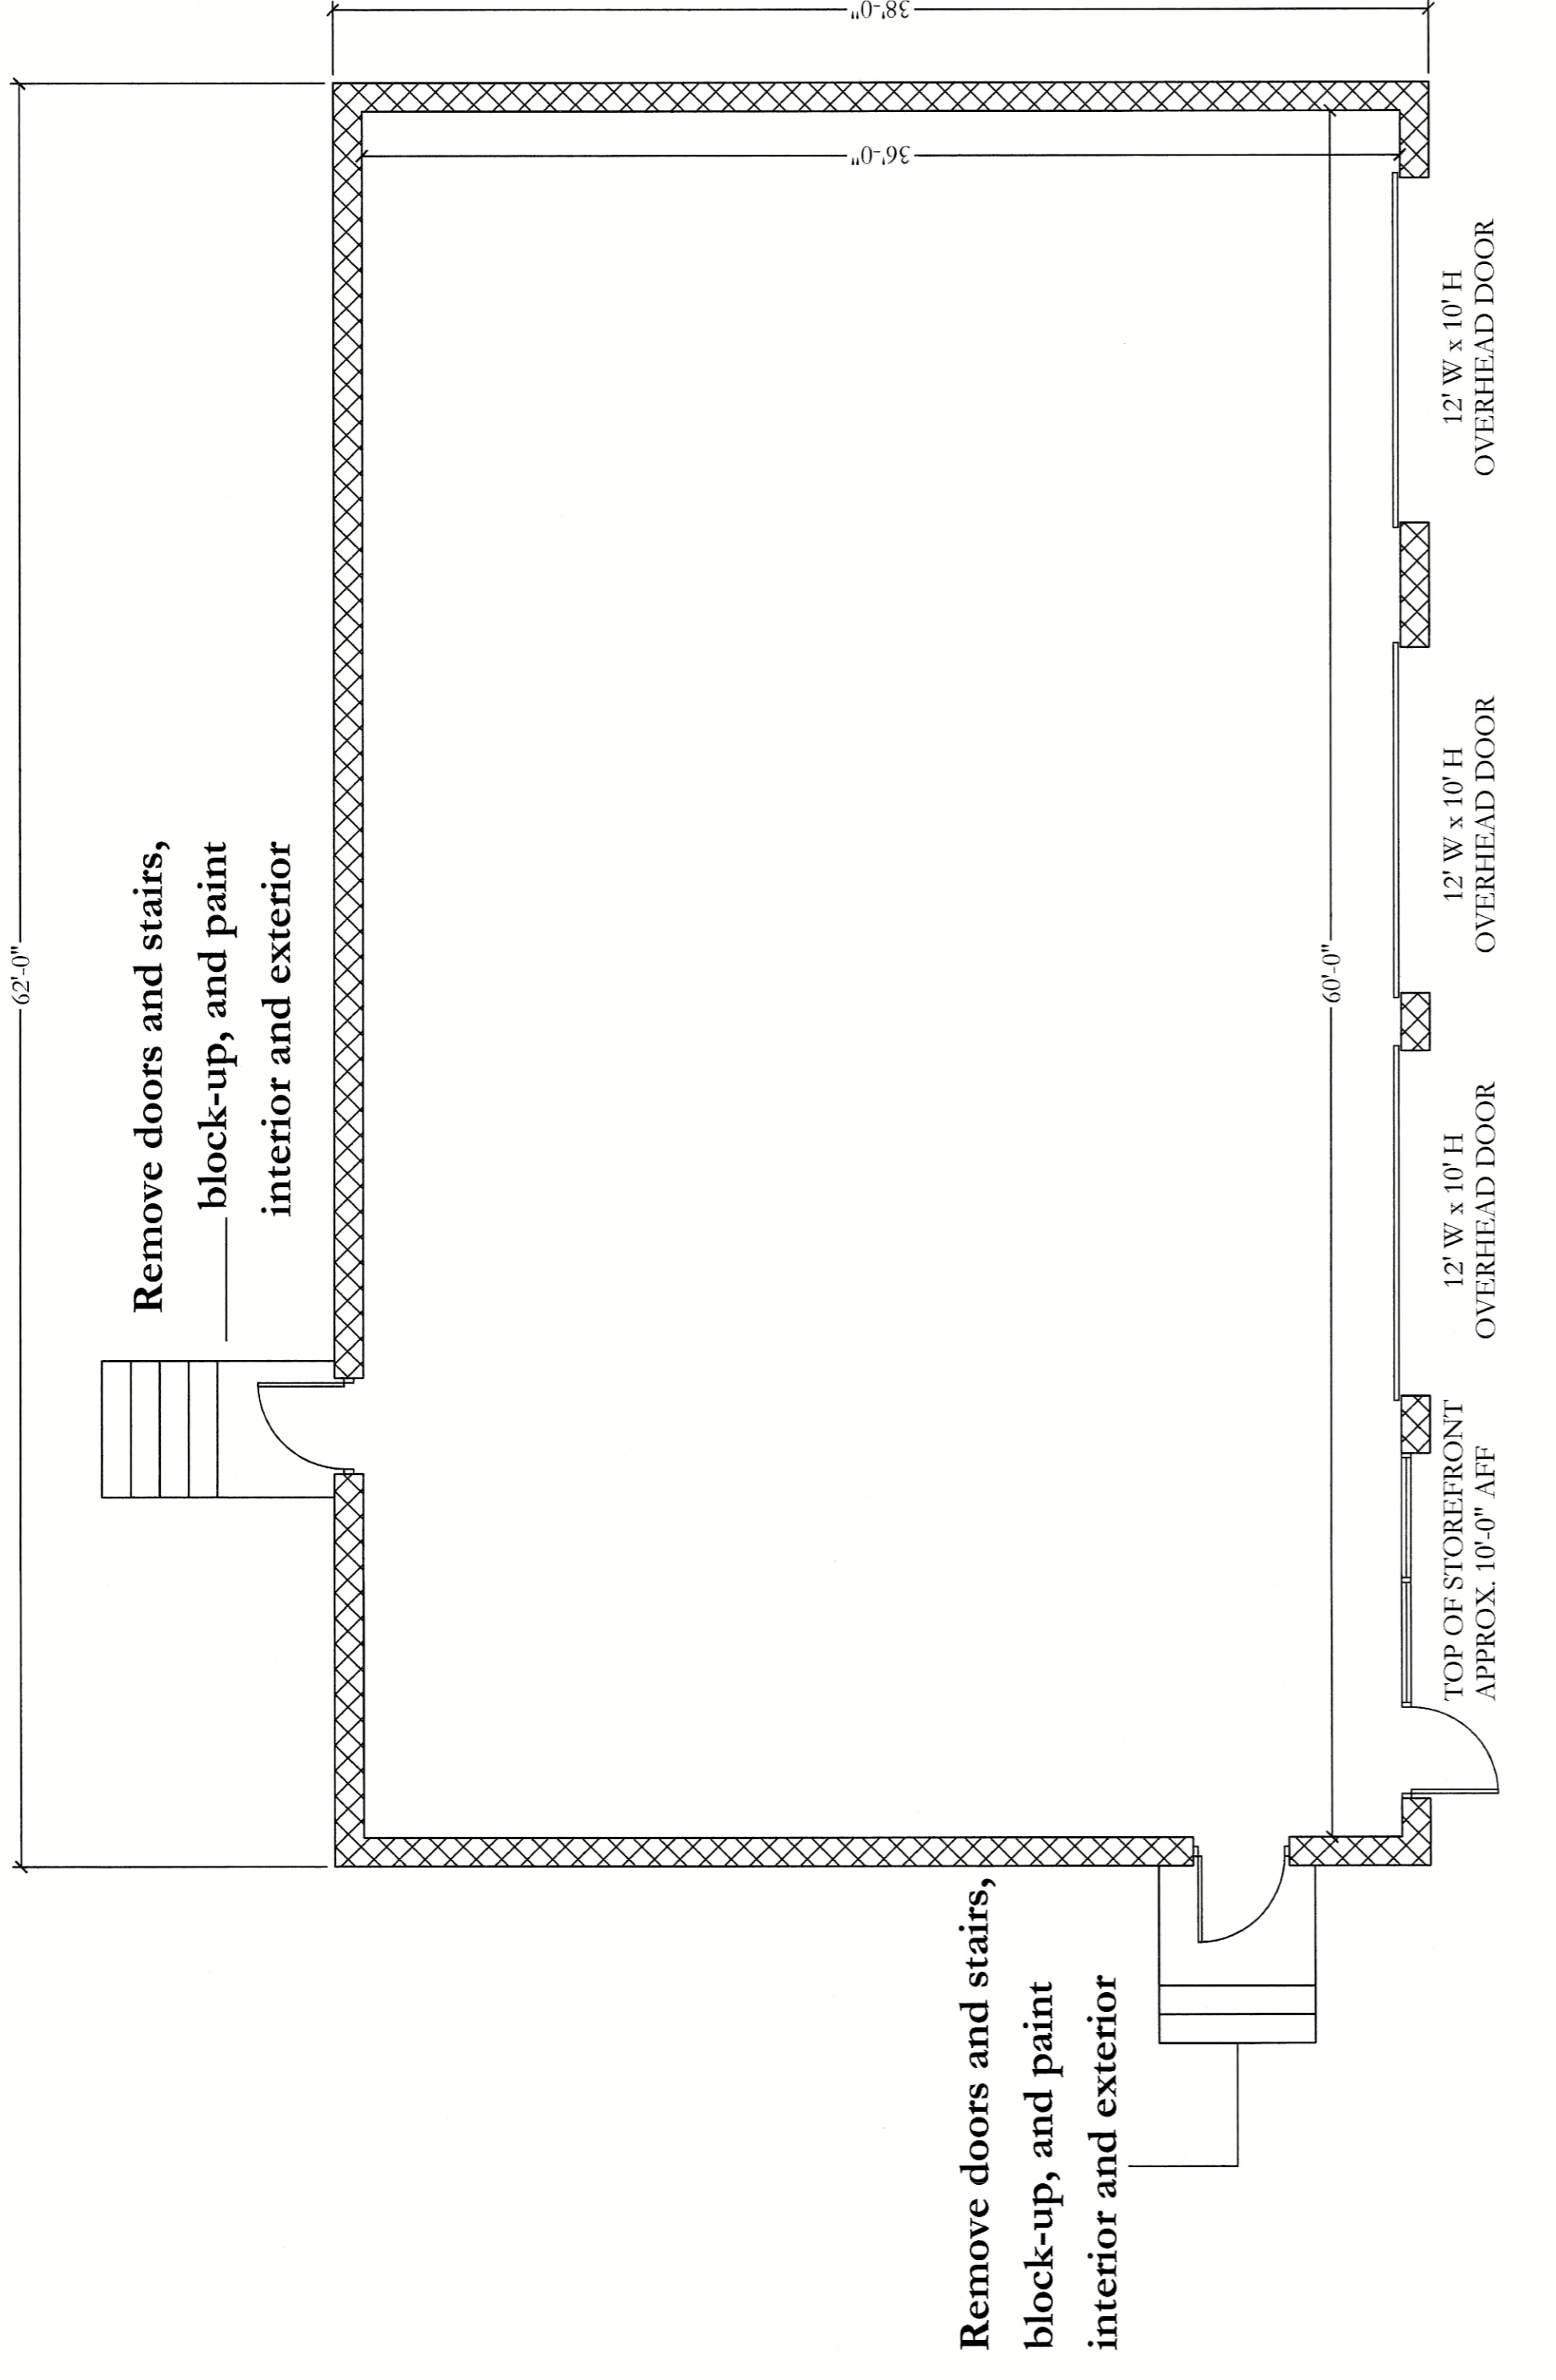 62'-0"
Remove doors and stairs,
block-up, and paint
interior and exterior
38'-0"
36'-0"
60'-0"
Remove doors and stairs,
block-up, and paint
interior and exterior
TOP OF STOREFRONT
APPROX. 10'-0" AFF
12' W x 10' H
OVERHEAD DOOR
12' W x 10' H
OVERHEAD DOOR
12' W x 10' H
OVERHEAD DOOR